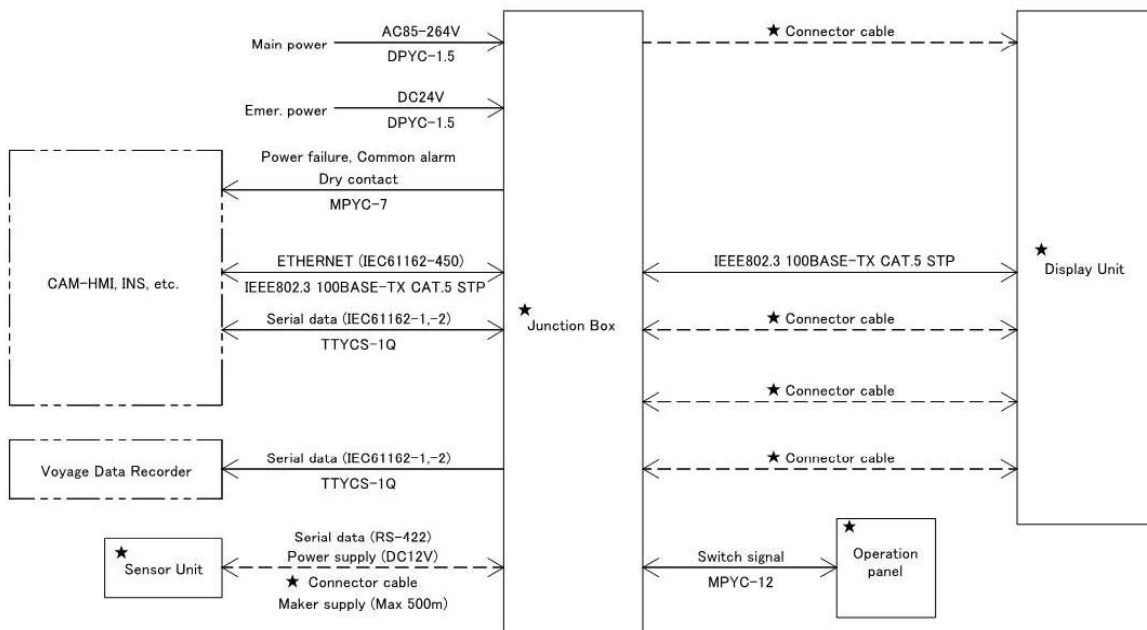 Main power
AC85-264V
DPYC-1.5
★ Connector cable
Emer. power
DC24V
DPYC-1.5
Power failure, Common alarm
Dry contact
MPYC-7
CAM-HMI, INS, etc.
ETHERNET (IEC61162-450)
IEEE802.3 100BASE-TX CAT.5 STP
Serial data (IEC61162-1,-2)
TTYCS-1Q
★ Junction Box
IEEE802.3 100BASE-TX CAT.5 STP
★ Connector cable
★ Connector cable
★ Connector cable
★ Display Unit
Voyage Data Recorder
Serial data (IEC61162-1,-2)
TTYCS-1Q
★ Sensor Unit
Serial data (RS-422)
Power supply (DC12V)
★ Connector cable
Maker supply (Max 500m)
Switch signal
MPYC-12
★ Operation
panel